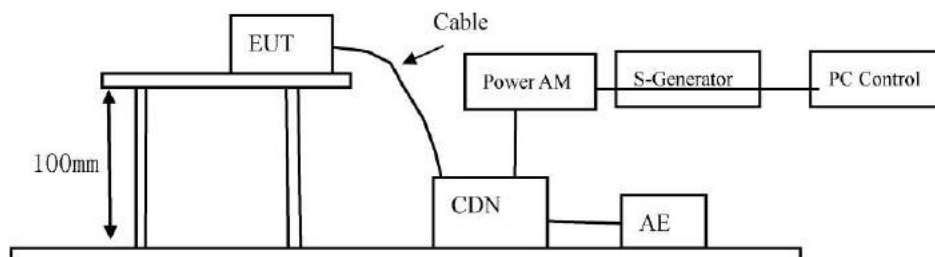 Cable
EUT
Power AM
S-Generator
PC Control
100mm
CDN
AE